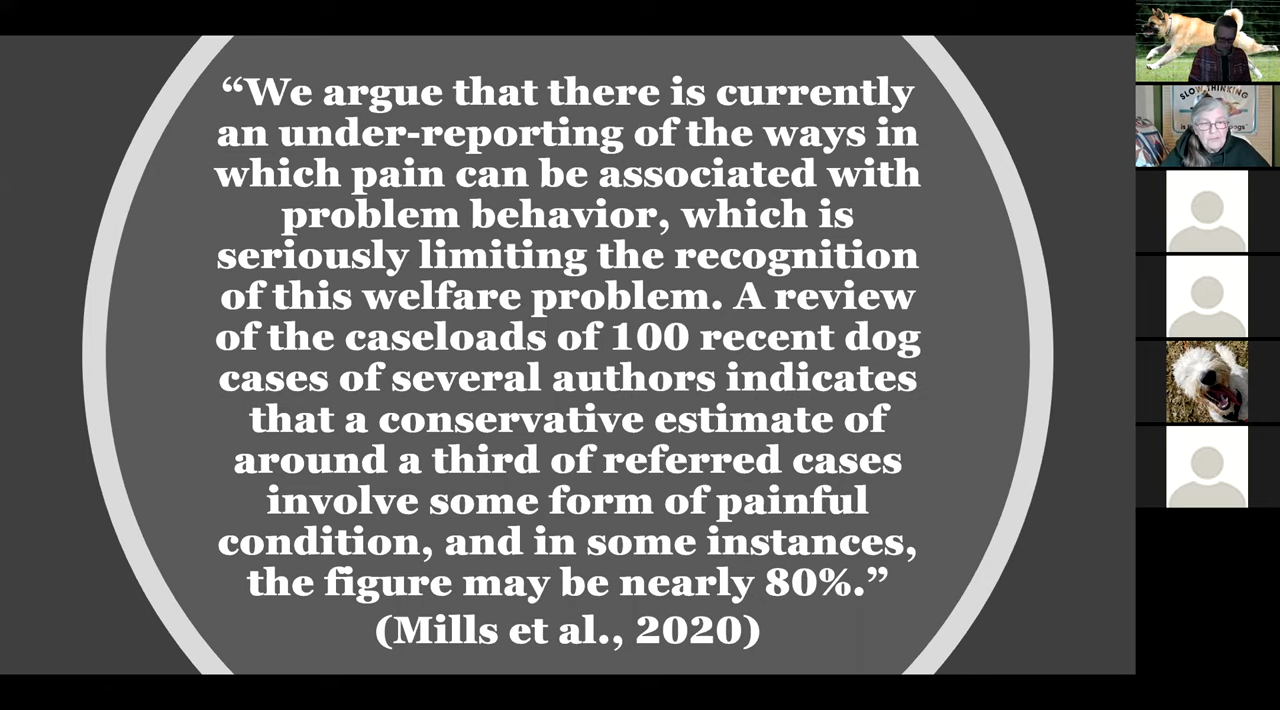 “We argue that there is currently
an under-reporting of the ways in
which pain can be associated with
problem behavior, which is
seriously limiting the recognition
of this welfare problem. A review
of the caseloads of 100 recent dog
cases of several authors indicates
that a conservative estimate of
around a third of referred cases
involve some form of painful
condition, and in some instances,
the figure may be nearly 80%.”
(Mills et al., 2020)
SLOW THINKING
is